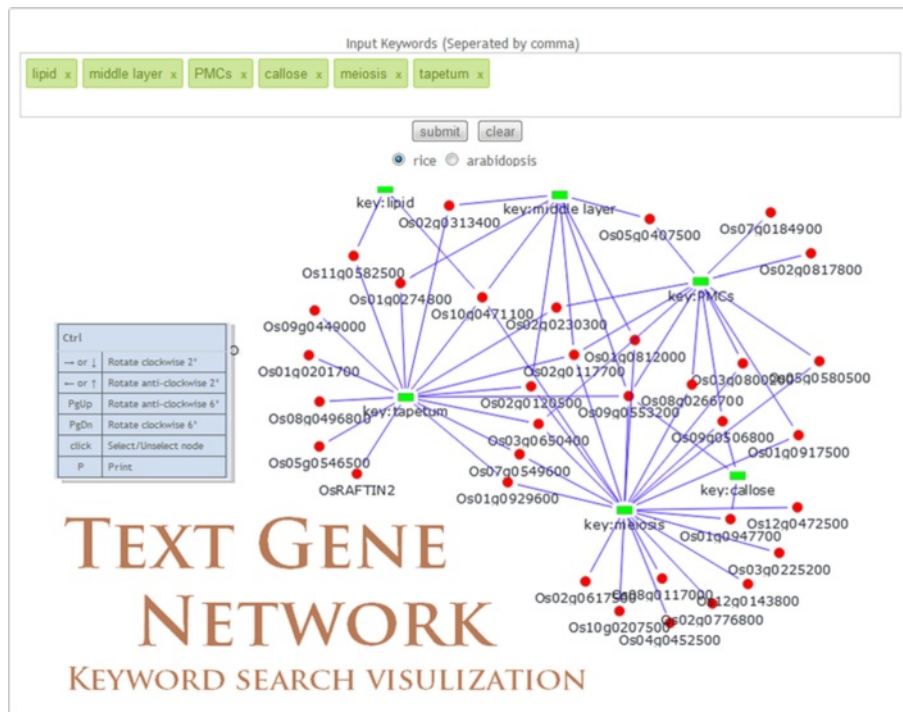 Input Keywords (Seperated by comma)
lipid x middle layer x PMCs x callose x meiosis x tapetum x
submit clear
rice arabidopsis
key:lipid
key:middle layer
Os02g0313400
Os05g0407500
Os07g0184900
Os02g0817800
Os11g0582500
Os01g0274800
Os10g0471100
key:PMCs
Os09g0449000
Os02g0230300
Os01g0812000
Os01g0201700
Os02g0117700
Os05g0580500
key:tapetum
Os02g0120500
Os08g0266700
Os08g0496800
Os09g0553200
Os03g0650400
Os09g0506800
Os01g0917500
Os05g0546500
Os07g0549600
OsRAFTIN2
Os01g0929600
key:callose
key:meiosis
Os01g0947700
Os12g0472500
Os03g0225200
Os08g0117000
Os12g0143800
Os10g0207500
Os02g0776800
Os04g0452500
Ctrl
→ or ↓ Rotate clockwise 2°
← or ↑ Rotate anti-clockwise 2°
PgUp Rotate anti-clockwise 6°
PgDn Rotate clockwise 6°
click Select/Unselect node
P Print
TEXT GENE
NETWORK
KEYWORD SEARCH VISULIZATION